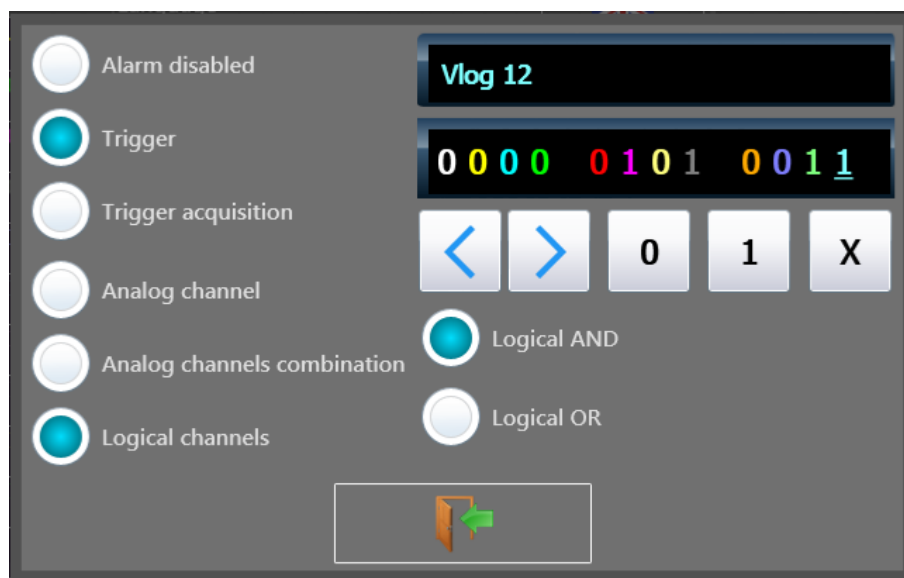 Alarm disabled
Trigger
Trigger acquisition
Analog channel
Analog channels combination
Logical channels
Vlog 12
0000 0101 0011
0 1 X
Logical AND
Logical OR